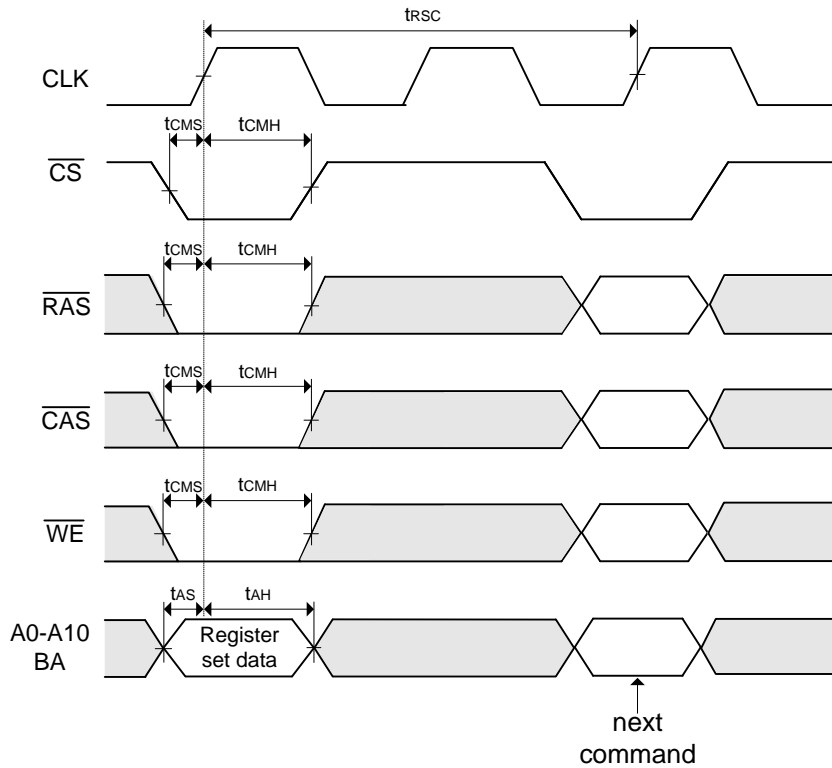 tRSC
CLK
tCMS tCMH
CS
tCMS tCMH
RAS
tCMS tCMH
CAS
tCMS tCMH
WE
tAS tAH
A0-A10
BA
Register
set data
next
command